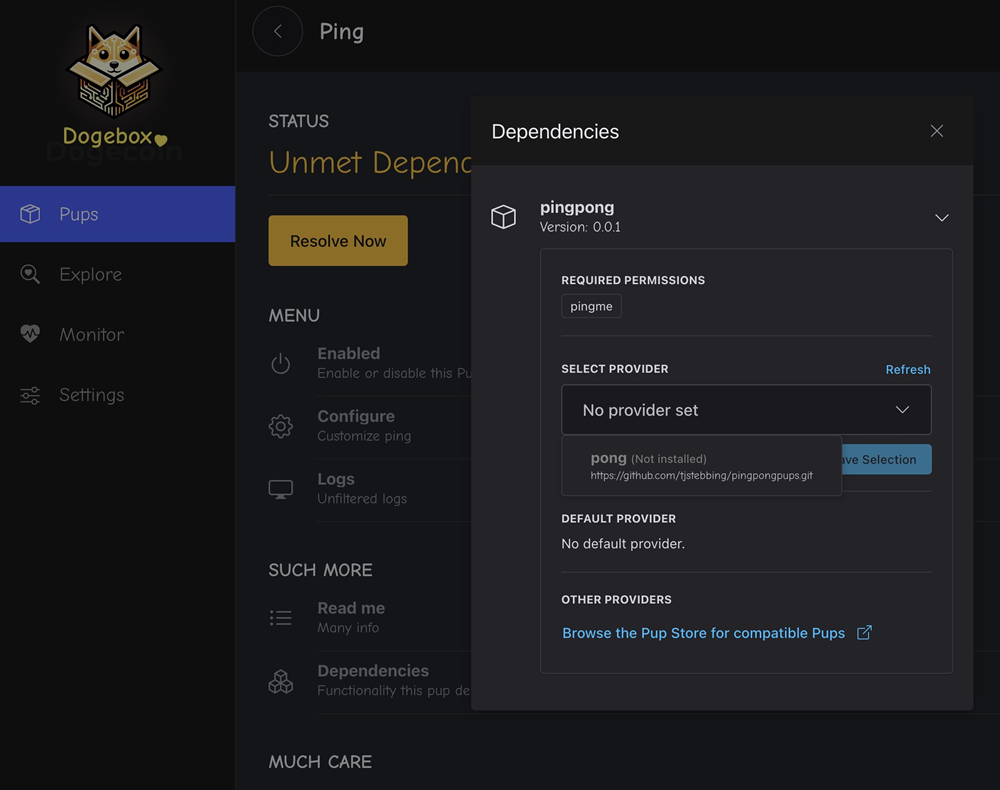 Dogebox
Dogecoin
Pups
Explore
Monitor
Settings
Ping
STATUS
Unmet Depend
Resolve Now
MENU
Enabled
Enable or disable this Pu
Configure
Customize ping
Logs
Unfiltered logs
SUCH MORE
Read me
Many info
Dependencies
Functionality this pup de
MUCH CARE
Dependencies
pingpong
Version: 0.0.1
REQUIRED PERMISSIONS
pingme
SELECT PROVIDER
Refresh
No provider set
pong (Not installed)
https://github.com/tjstebbing/pingpongpups.git
ave Selection
DEFAULT PROVIDER
No default provider.
OTHER PROVIDERS
Browse the Pup Store for compatible Pups